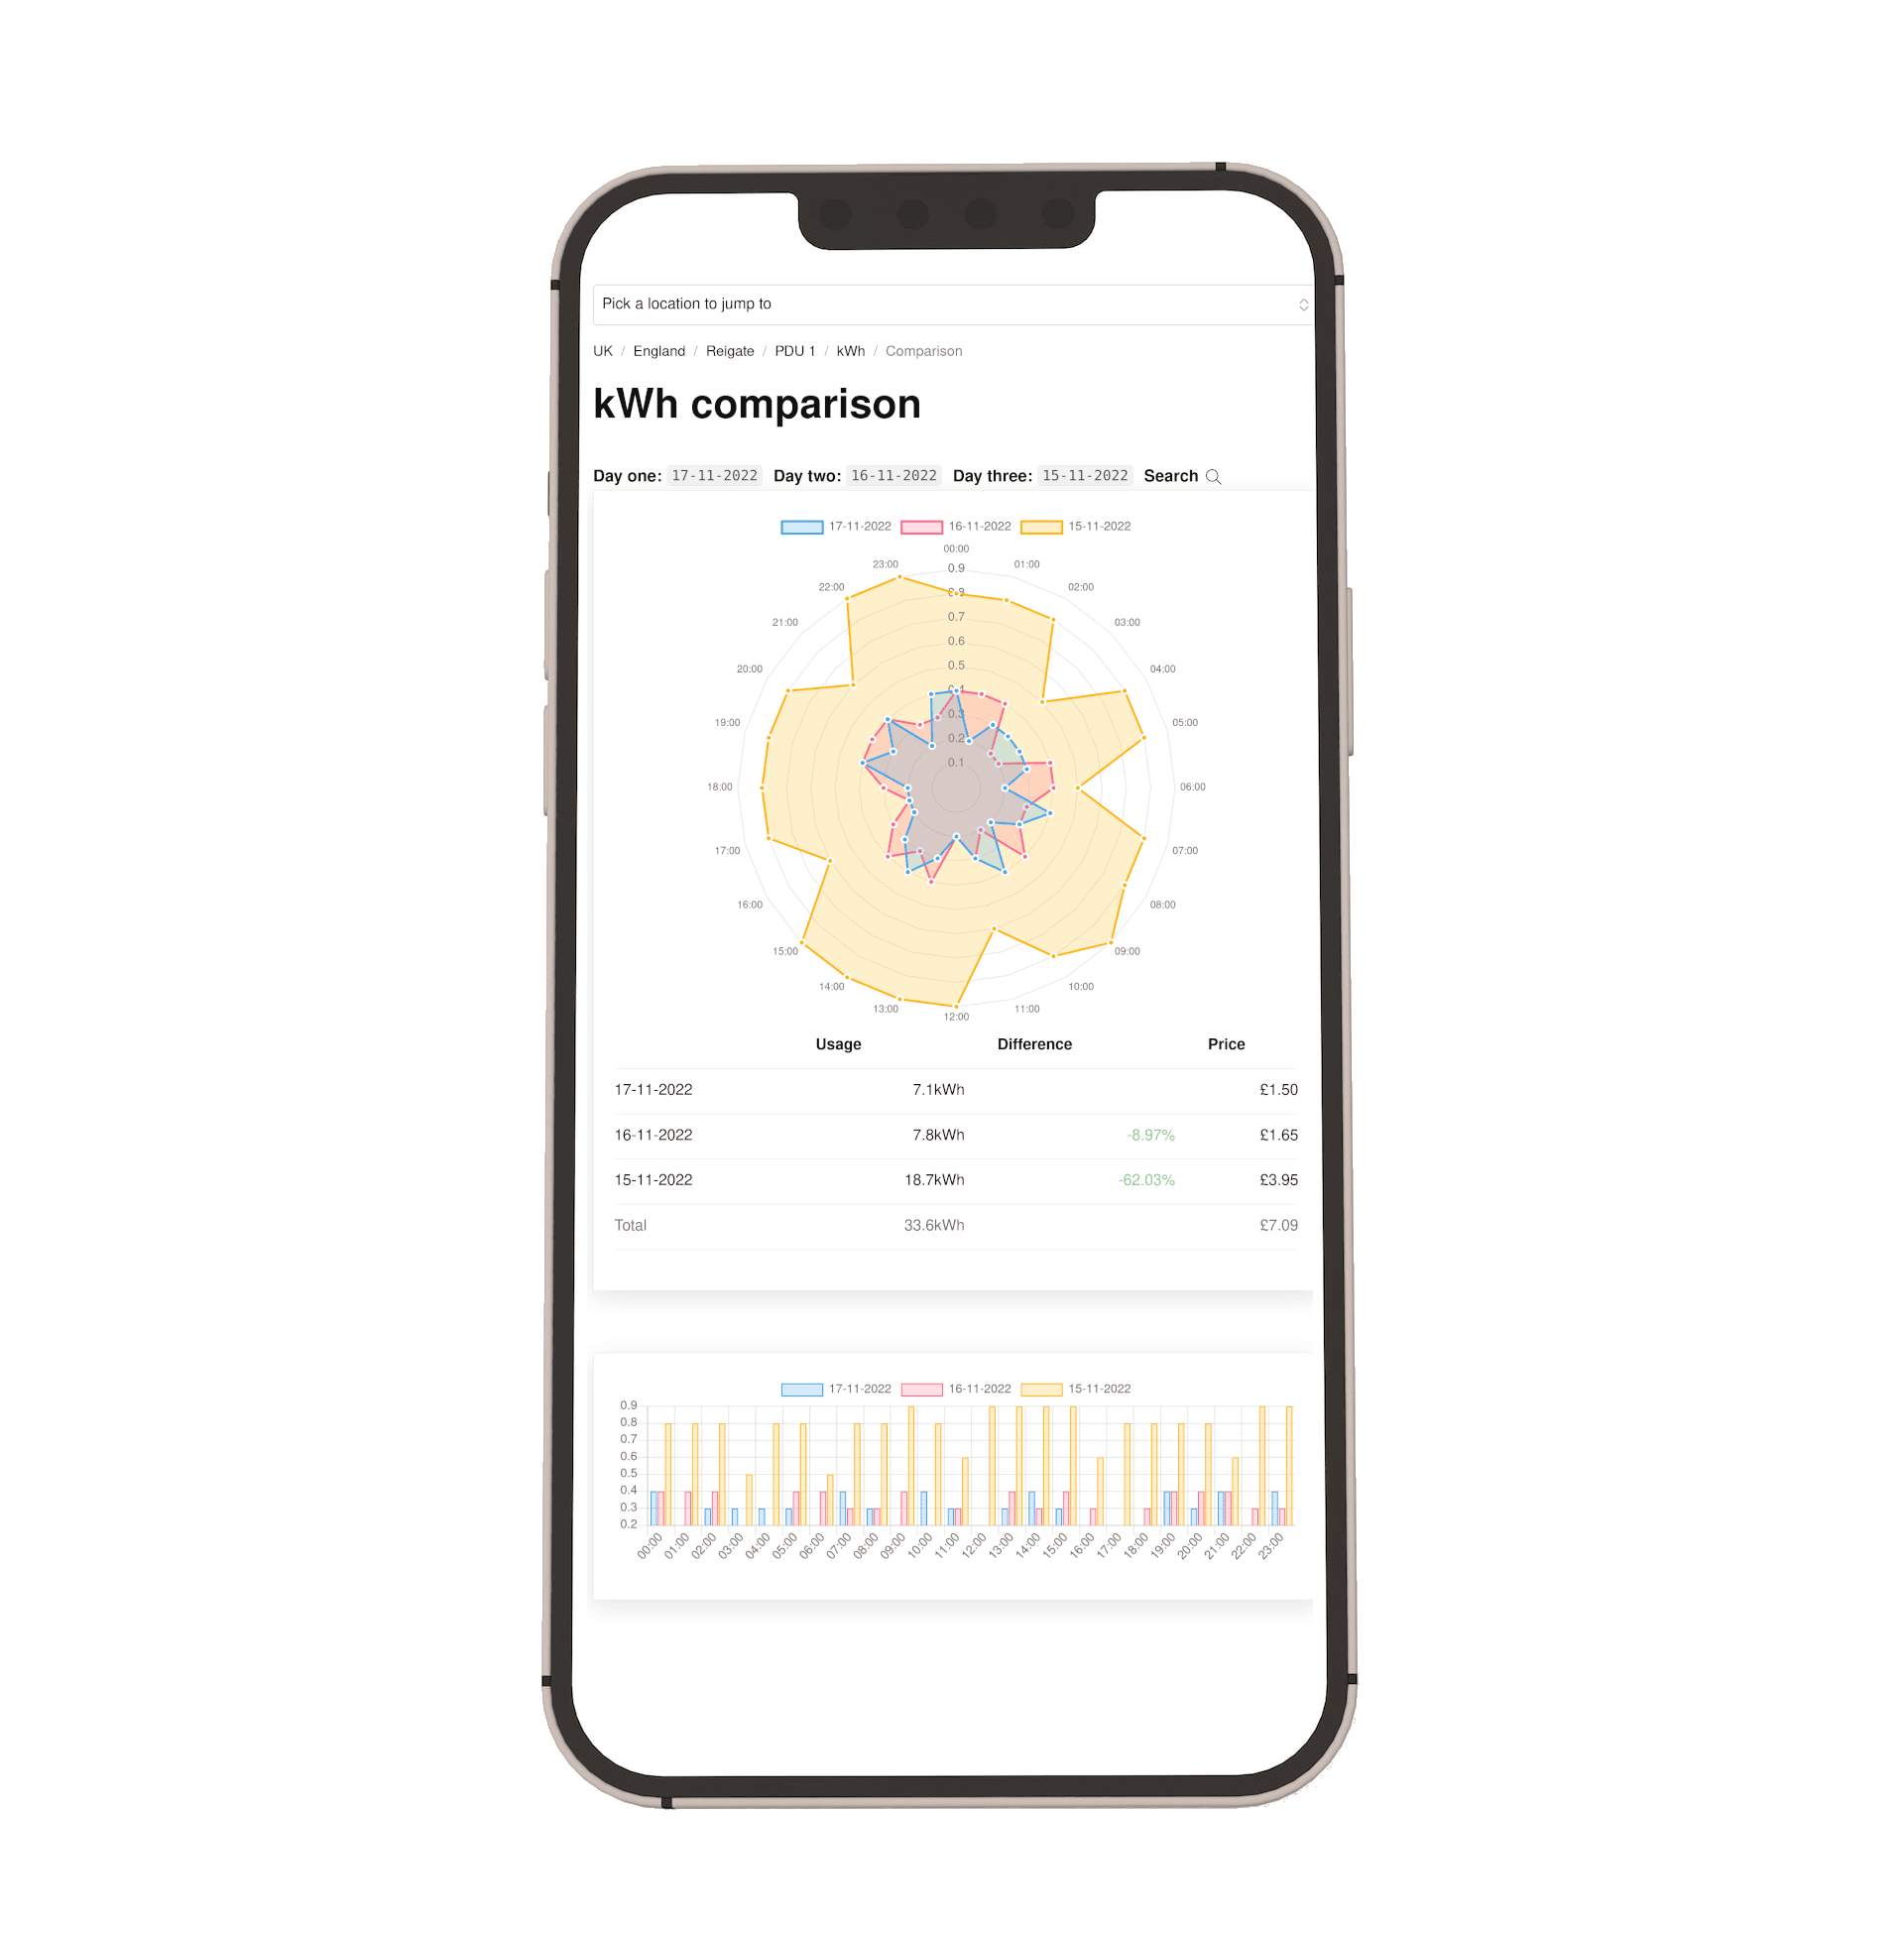 Pick a location to jump to
UK / England / Reigate / PDU 1 / kWh / Comparison
kWh comparison
Day one: 17-11-2022 Day two: 16-11-2022 Day three: 15-11-2022 Search
17-11-2022 16-11-2022 15-11-2022
00:00
23:00 01:00
0.9
22:00 02:00
0.8
0.7
21:00 03:00
0.6
0.5
20:00 04:00
0.4
0.3
19:00 05:00
0.2
0.1
18:00 06:00
17:00 07:00
16:00 08:00
15:00 09:00
14:00 10:00
13:00 11:00
12:00
Usage Difference Price
17-11-2022 7.1kWh £1.50
16-11-2022 7.8kWh -8.97% £1.65
15-11-2022 18.7kWh -62.03% £3.95
Total 33.6kWh £7.09
17-11-2022 16-11-2022 15-11-2022
0.9
0.8
0.7
0.6
0.5
0.4
0.3
0.2
00:00 01:00 02:00 03:00 04:00 05:00 06:00 07:00 08:00 09:00 10:00 11:00 12:00 13:00 14:00 15:00 16:00 17:00 18:00 19:00 20:00 21:00 22:00 23:00